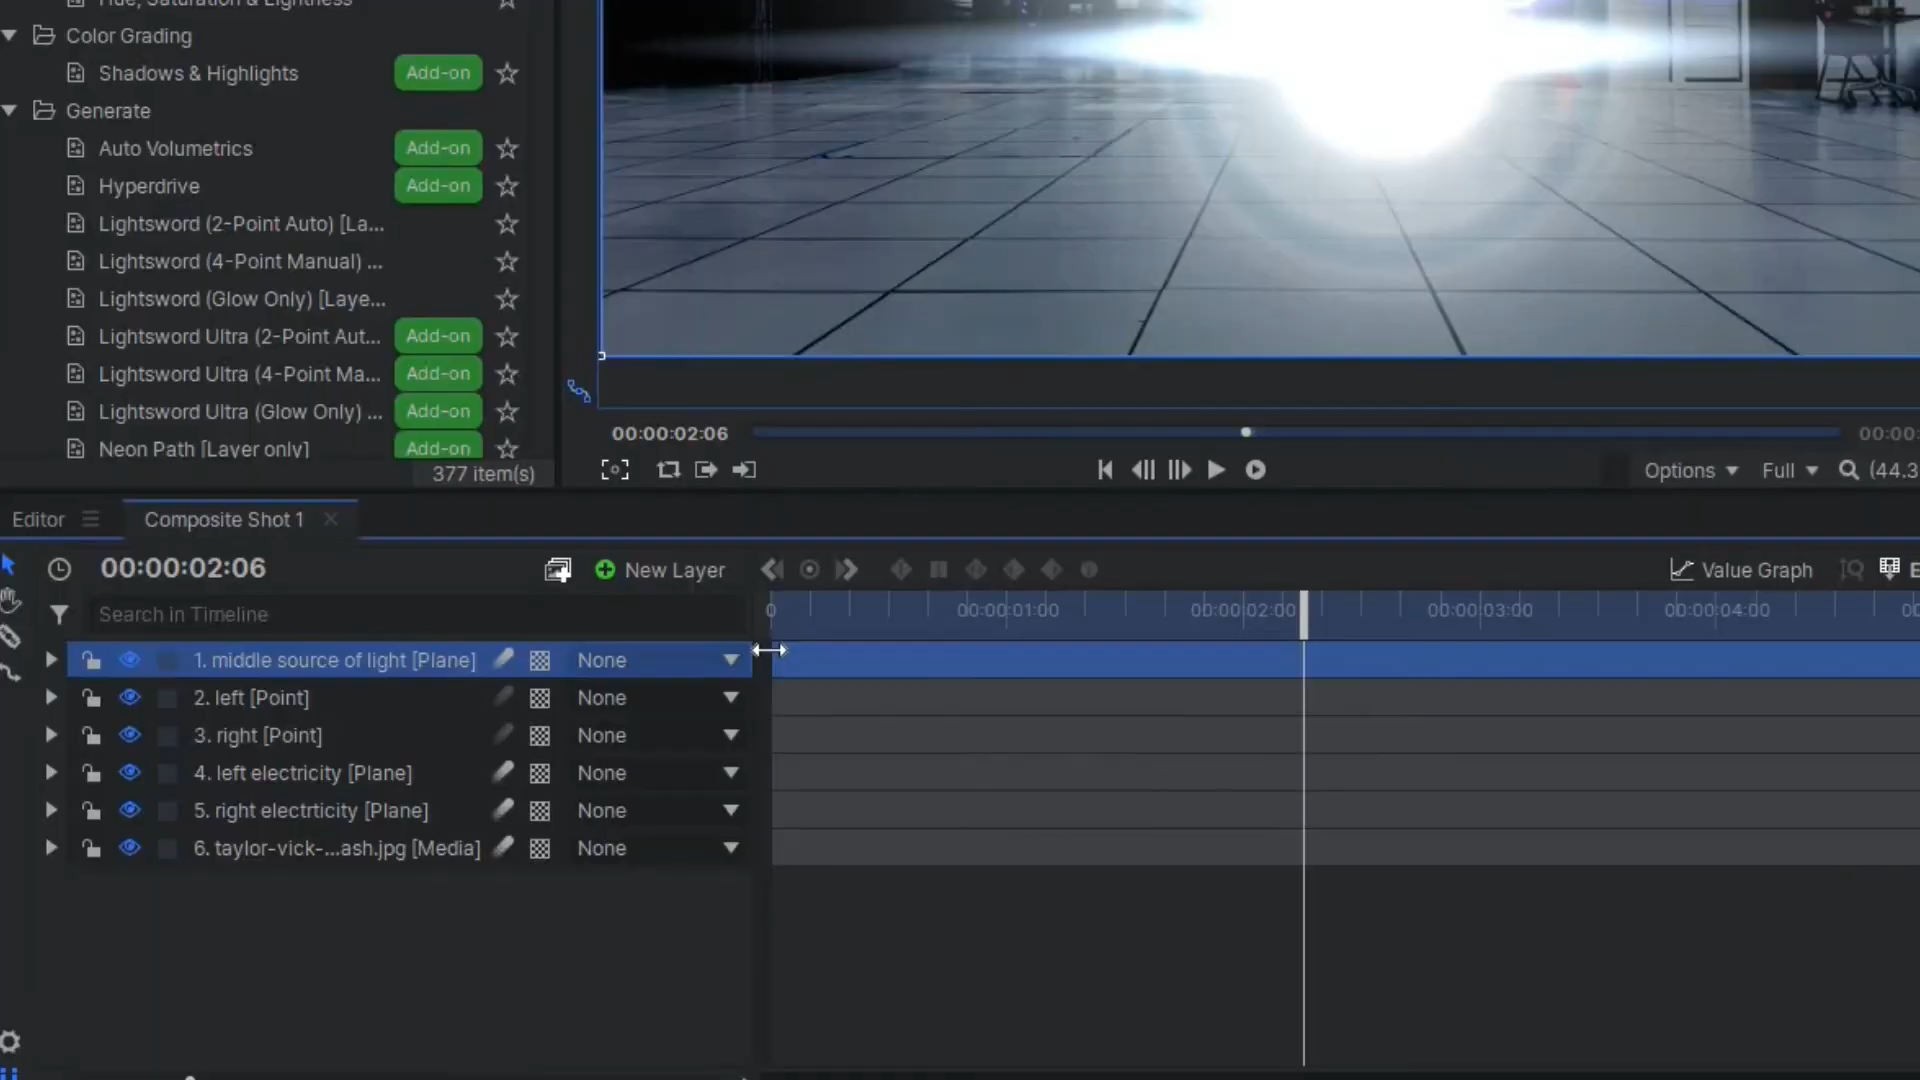 Hue, Saturation & Lightness
Color Grading
Shadows & Highlights Add-on
Generate
Auto Volumetrics Add-on
Hyperdrive Add-on
Lightsword (2-Point Auto) [La...
Lightsword (4-Point Manual) ...
Lightsword (Glow Only) [Laye...
Lightsword Ultra (2-Point Aut... Add-on
Lightsword Ultra (4-Point Ma... Add-on
Lightsword Ultra (Glow Only) ... Add-on
Neon Path [Layer only] Add-on
377 item(s)
00:00:02:06 00:00:
Options Full (44.3
Editor Composite Shot 1
00:00:02:06 New Layer Value Graph E
Search in Timeline 0 00:00:01:00 00:00:02:00 00:00:03:00 00:00:04:00 00
1. middle source of light [Plane] None
2. left [Point] None
3. right [Point] None
4. left electricity [Plane] None
5. right electrticity [Plane] None
6. taylor-vick-...ash.jpg [Media] None